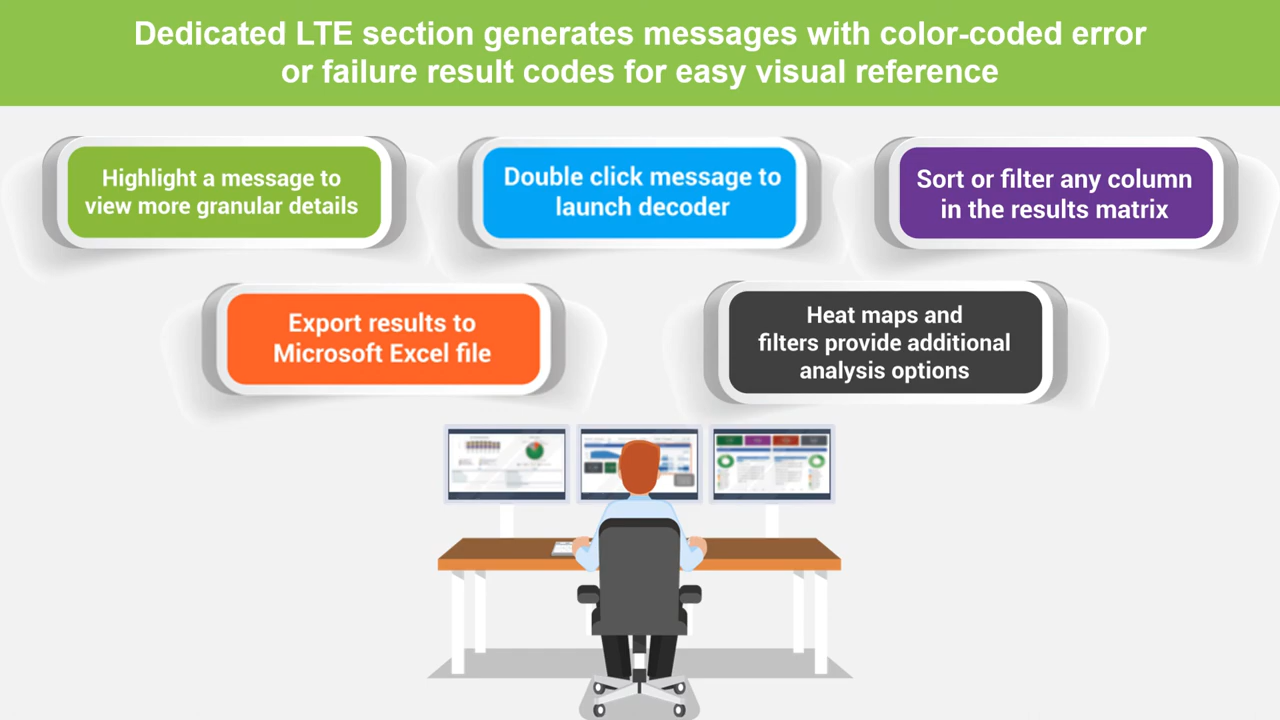 Dedicated LTE section generates messages with color-coded error
or failure result codes for easy visual reference
Highlight a message to
view more granular details
Double click message to
launch decoder
Sort or filter any column
in the results matrix
Export results to
Microsoft Excel file
Heat maps and
filters provide additional
analysis options